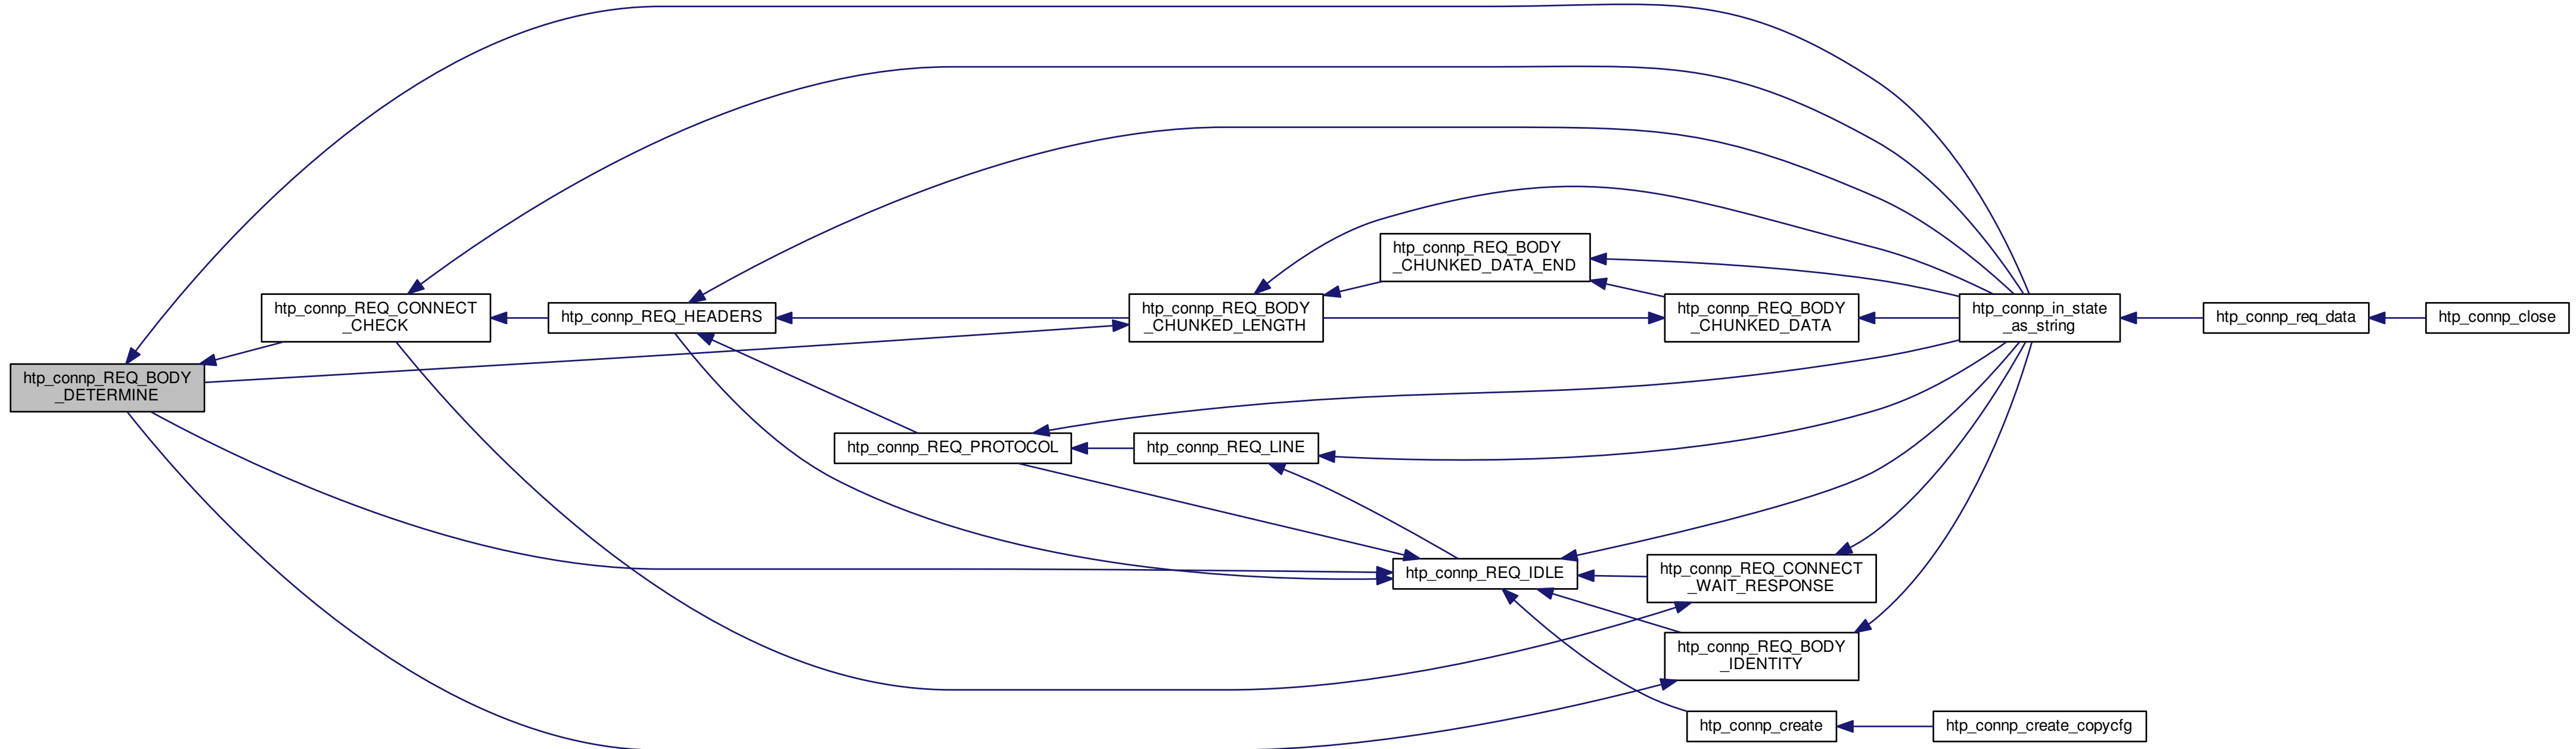 htp_connp_REQ_BODY
_DETERMINE
htp_connp_REQ_CONNECT
_CHECK
htp_connp_REQ_HEADERS
htp_connp_REQ_PROTOCOL
htp_connp_REQ_BODY
_CHUNKED_LENGTH
htp_connp_REQ_LINE
htp_connp_REQ_BODY
_CHUNKED_DATA_END
htp_connp_REQ_IDLE
htp_connp_REQ_BODY
_CHUNKED_DATA
htp_connp_REQ_CONNECT
_WAIT_RESPONSE
htp_connp_REQ_BODY
_IDENTITY
htp_connp_create
htp_connp_in_state
_as_string
htp_connp_create_copycfg
htp_connp_req_data
htp_connp_close